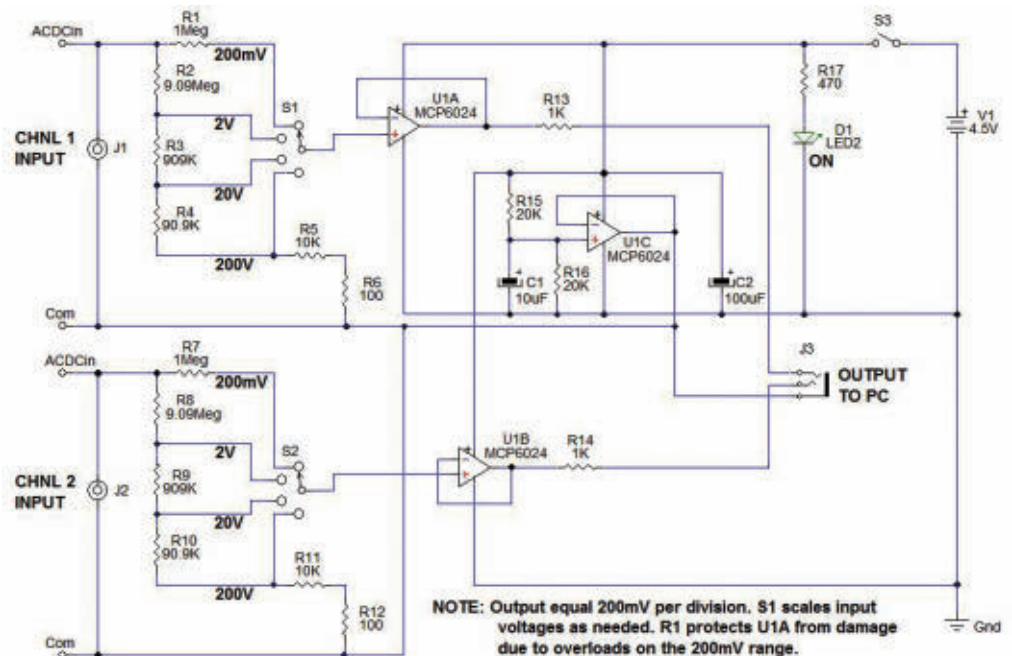 ACDCin
R1
1Meg
200mV
R2
9.09Meg
S1
2V
CHNL 1
INPUT
J1
R3
909K
20V
R4
90.9K
R5
10K
200V
R6
100
Com
U1A
MCP6024
R13
1K
S3
R17
470
D1
LED2
ON
V1
4.5V
R15
20K
U1C
MCP6024
R16
20K
C1
10uF
C2
100uF
ACDCin
R7
1Meg
200mV
R8
9.09Meg
S2
2V
CHNL 2
INPUT
J2
R9
909K
20V
R10
90.9K
R11
10K
200V
R12
100
Com
U1B
MCP6024
R14
1K
J3
OUTPUT
TO PC
Gnd
NOTE: Output equal 200mV per division. S1 scales input
voltages as needed. R1 protects U1A from damage
due to overloads on the 200mV range.